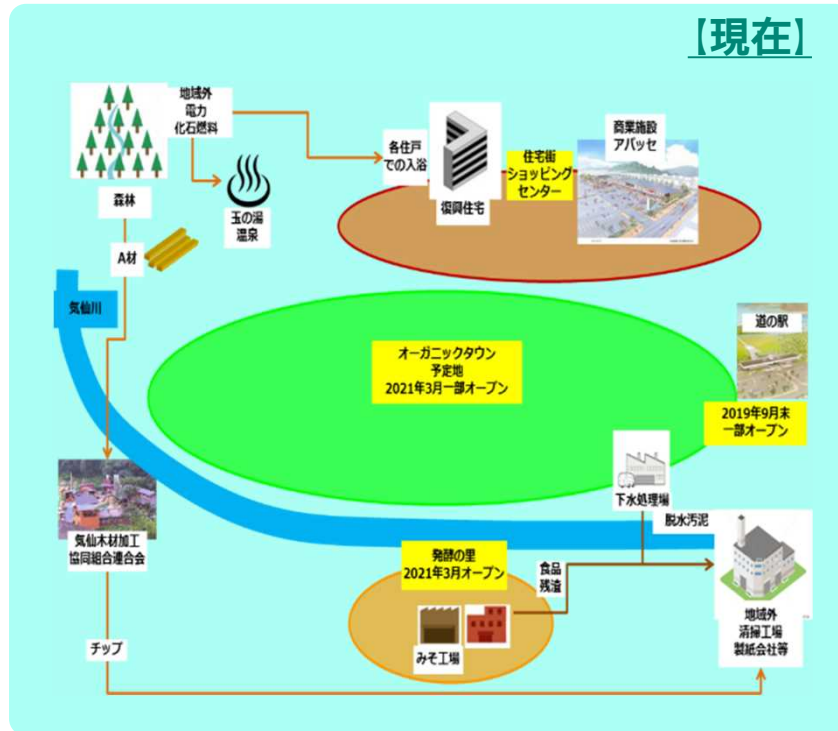 【現在】
地域外
電力
化石燃料
森林
玉の湯
温泉
各住戸
での入浴
復興住宅
住宅街
ショッピング
センター
商業施設
アバッセ
A材
気仙川
オーガニックタウン
予定地
2021年3月一部オープン
道の駅
2019年9月末
一部オープン
下水処理場
脱水汚泥
気仙木材加工
協同組合連合会
発酵の里
2021年3月オープン
食品
残渣
みそ工場
地域外
清掃工場
製紙会社等
チップ